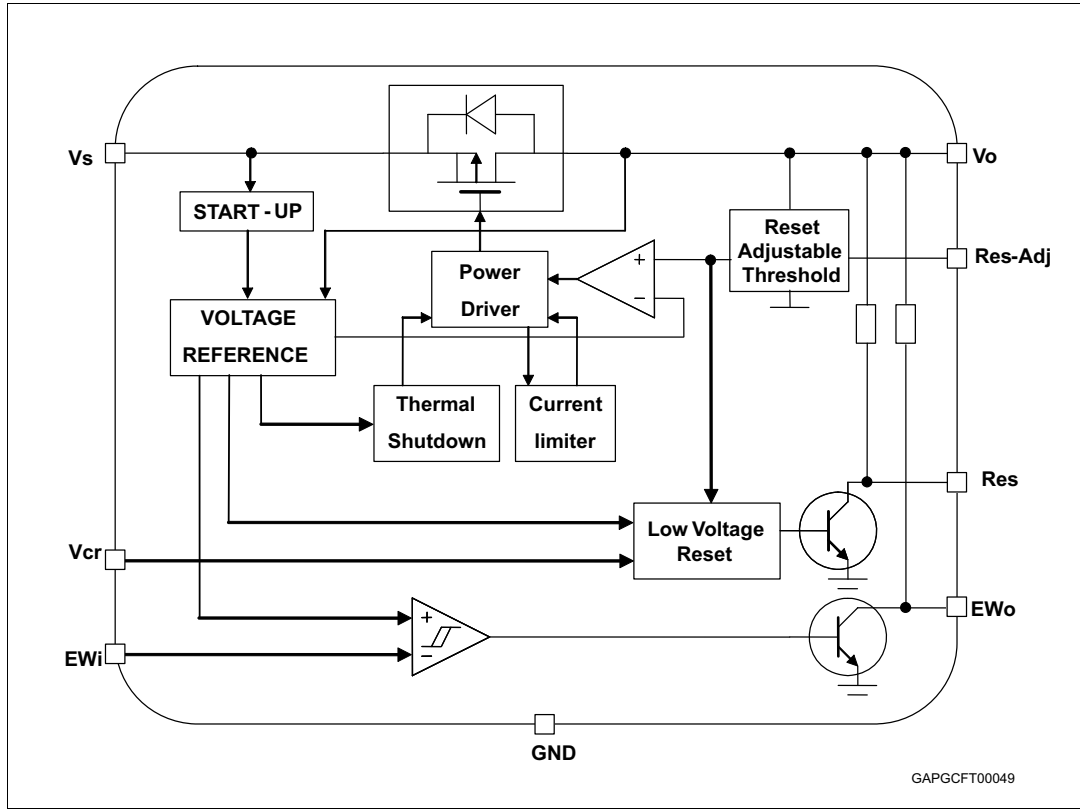 Vs
Vo
START - UP
Reset
Adjustable
Threshold
Res-Adj
Power
Driver
+
−
VOLTAGE
REFERENCE
Thermal
Shutdown
Current
limiter
Res
Low Voltage
Reset
Vcr
EWo
+
−
EWi
GND
GAPGCFT00049